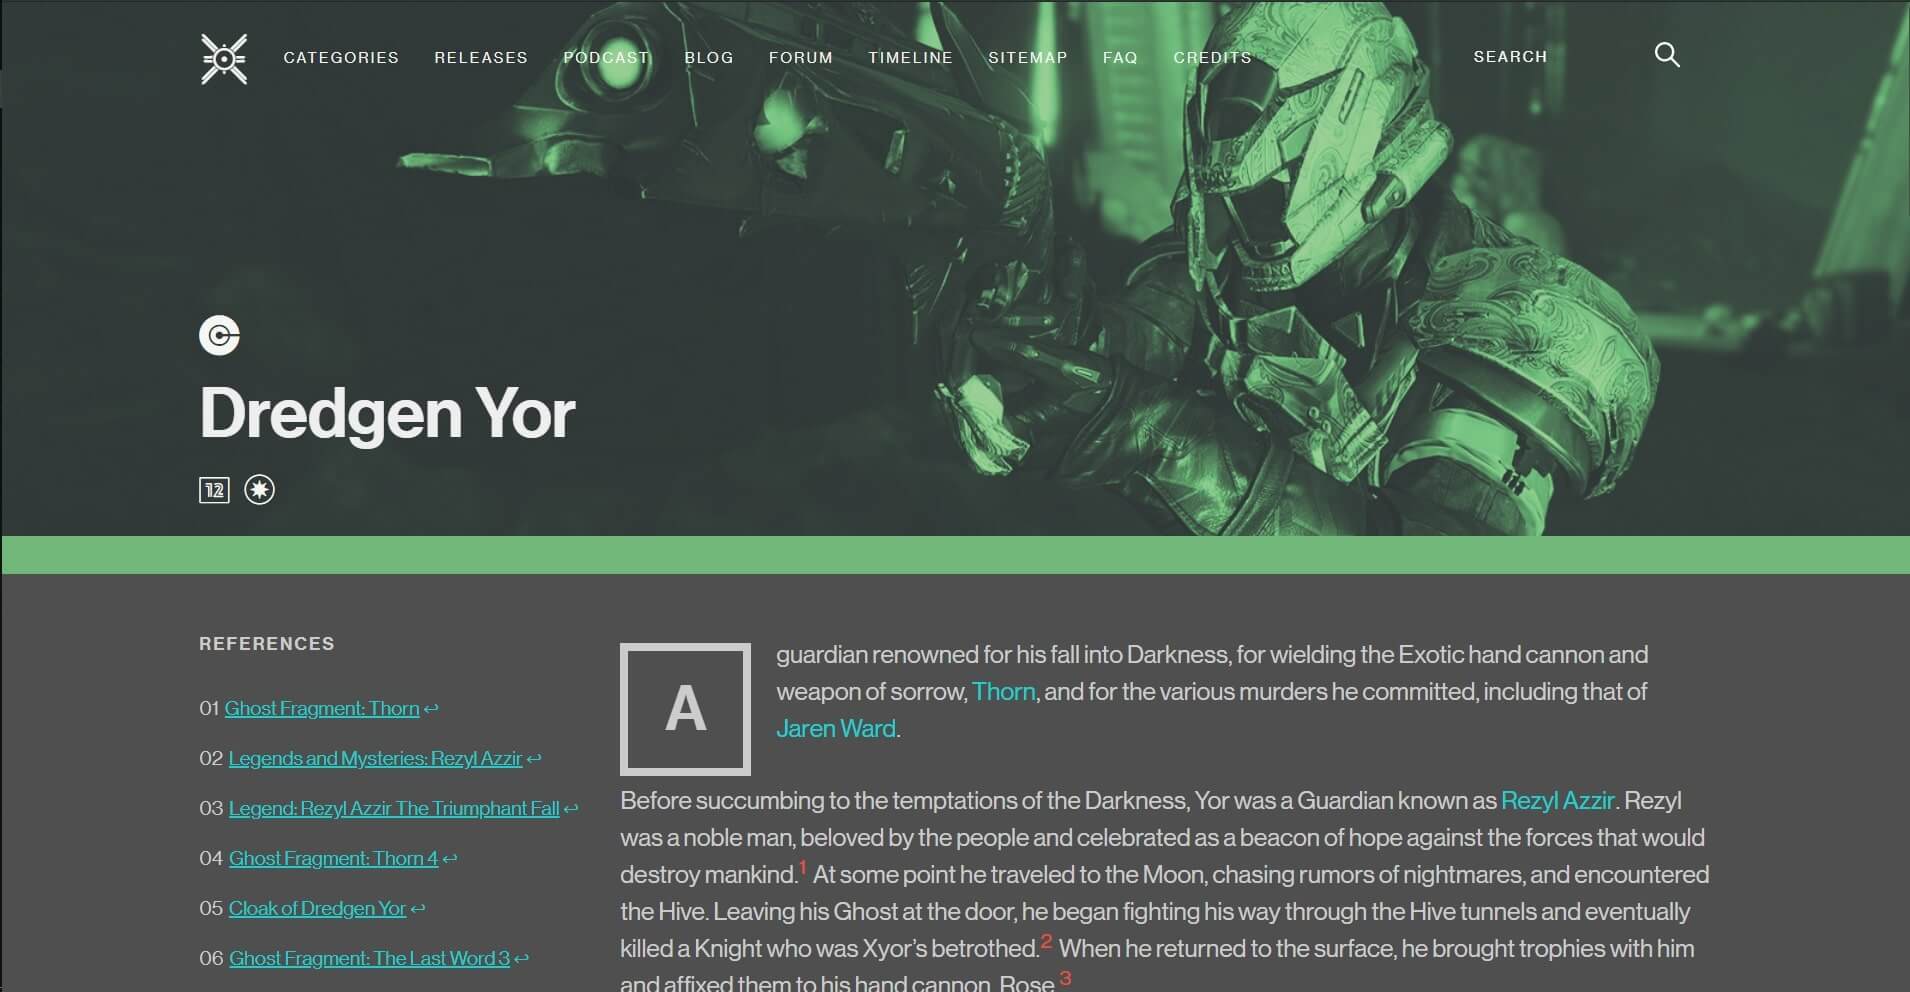 CATEGORIES RELEASES PODCAST BLOG FORUM TIMELINE SITEMAP FAQ CREDITS SEARCH
Dredgen Yor
12
REFERENCES
01 Ghost Fragment: Thorn ↩
02 Legends and Mysteries: Rezyl Azzir ↩
03 Legend: Rezyl Azzir The Triumphant Fall ↩
04 Ghost Fragment: Thorn 4 ↩
05 Cloak of Dredgen Yor ↩
06 Ghost Fragment: The Last Word 3 ↩
A
guardian renowned for his fall into Darkness, for wielding the Exotic hand cannon and
weapon of sorrow, Thorn, and for the various murders he committed, including that of
Jaren Ward.
Before succumbing to the temptations of the Darkness, Yor was a Guardian known as Rezyl Azzir. Rezyl
was a noble man, beloved by the people and celebrated as a beacon of hope against the forces that would
destroy mankind.1 At some point he traveled to the Moon, chasing rumors of nightmares, and encountered
the Hive. Leaving his Ghost at the door, he began fighting his way through the Hive tunnels and eventually
killed a Knight who was Xyor's betrothed.2 When he returned to the surface, he brought trophies with him
and affixed them to his hand cannon, Rose.3